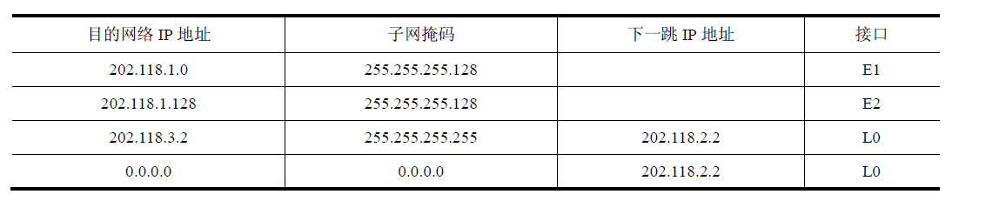 目的网络 IP 地址 子网掩码 下一跳 IP 地址 接口
202.118.1.0 255.255.255.128 E1
202.118.1.128 255.255.255.128 E2
202.118.3.2 255.255.255.255 202.118.2.2 L0
0.0.0.0 0.0.0.0 202.118.2.2 L0